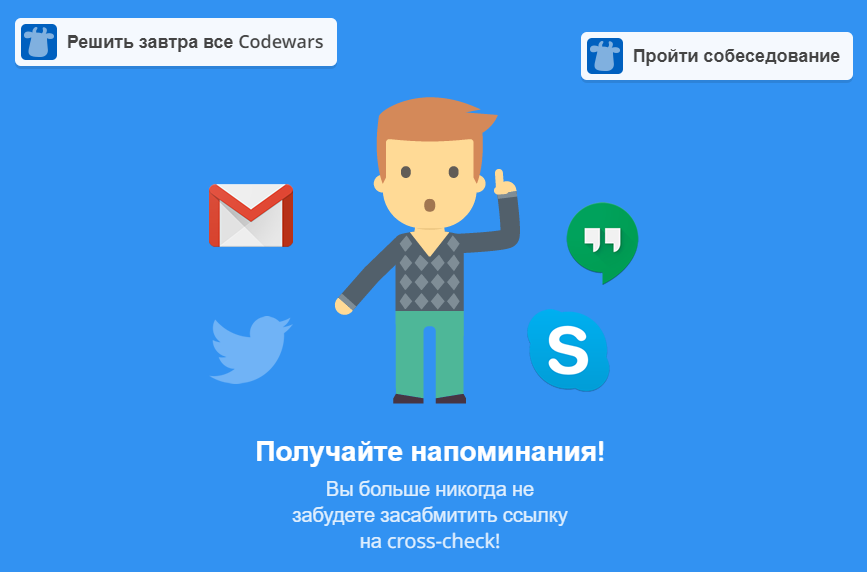 Решить завтра все Codewars
Пройти собеседование
S
Получайте напоминания!
Вы больше никогда не
забудете засабмитить ссылку
на cross-check!